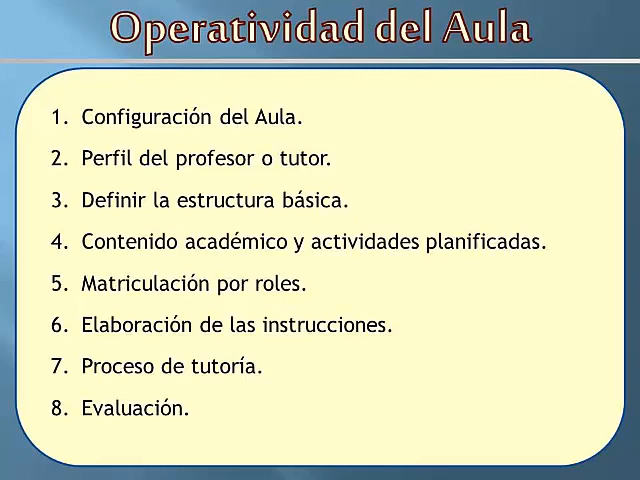 Operatividad del Aula
1. Configuración del Aula.
2. Perfil del profesor o tutor.
3. Definir la estructura básica.
4. Contenido académico y actividades planificadas.
5. Matriculación por roles.
6. Elaboración de las instrucciones.
7. Proceso de tutoría.
8. Evaluación.